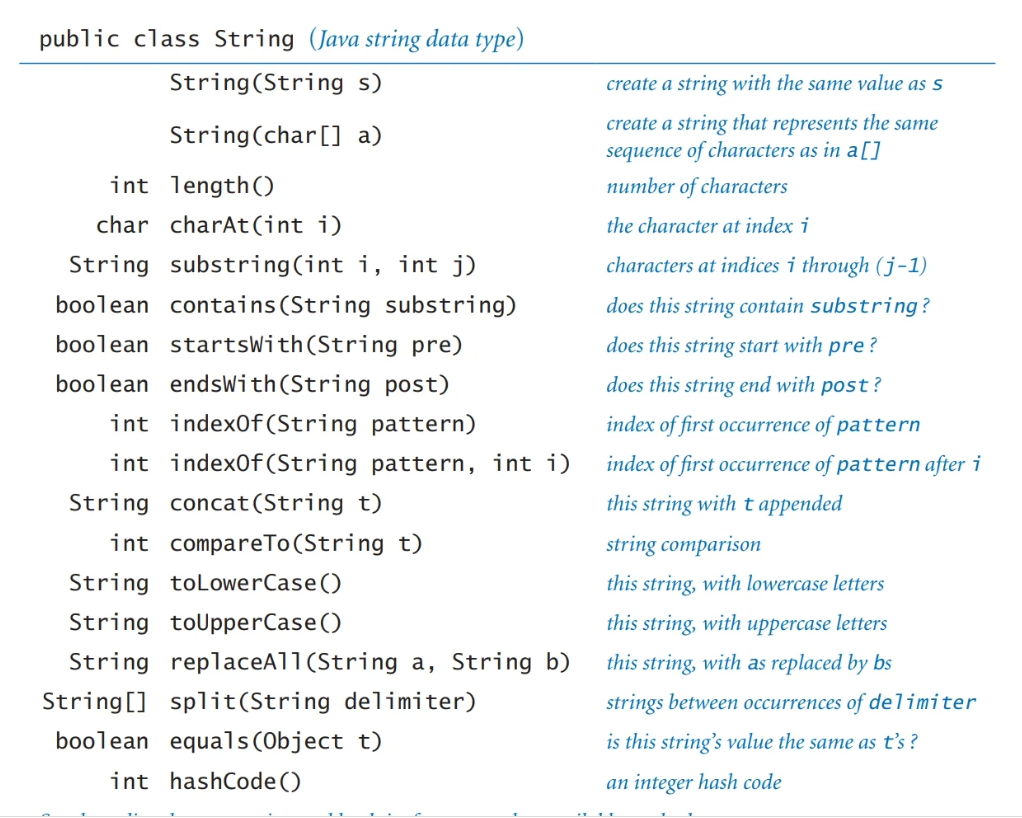 public class String (Java string data type)
String(String s) create a string with the same value as s
String(char[] a) create a string that represents the same
sequence of characters as in a[]
int length() number of characters
char charAt(int i) the character at index i
String substring(int i, int j) characters at indices i through (j-1)
boolean contains(String substring) does this string contain substring?
boolean startsWith(String pre) does this string start with pre?
boolean endsWith(String post) does this string end with post?
int indexOf(String pattern) index of first occurrence of pattern
int indexOf(String pattern, int i) index of first occurrence of pattern after i
String concat(String t) this string with t appended
int compareTo(String t) string comparison
String toLowerCase() this string, with lowercase letters
String toUpperCase() this string, with uppercase letters
String replaceAll(String a, String b) this string, with as replaced by bs
String[] split(String delimiter) strings between occurrences of delimiter
boolean equals(Object t) is this string's value the same as t's?
int hashCode() an integer hash code